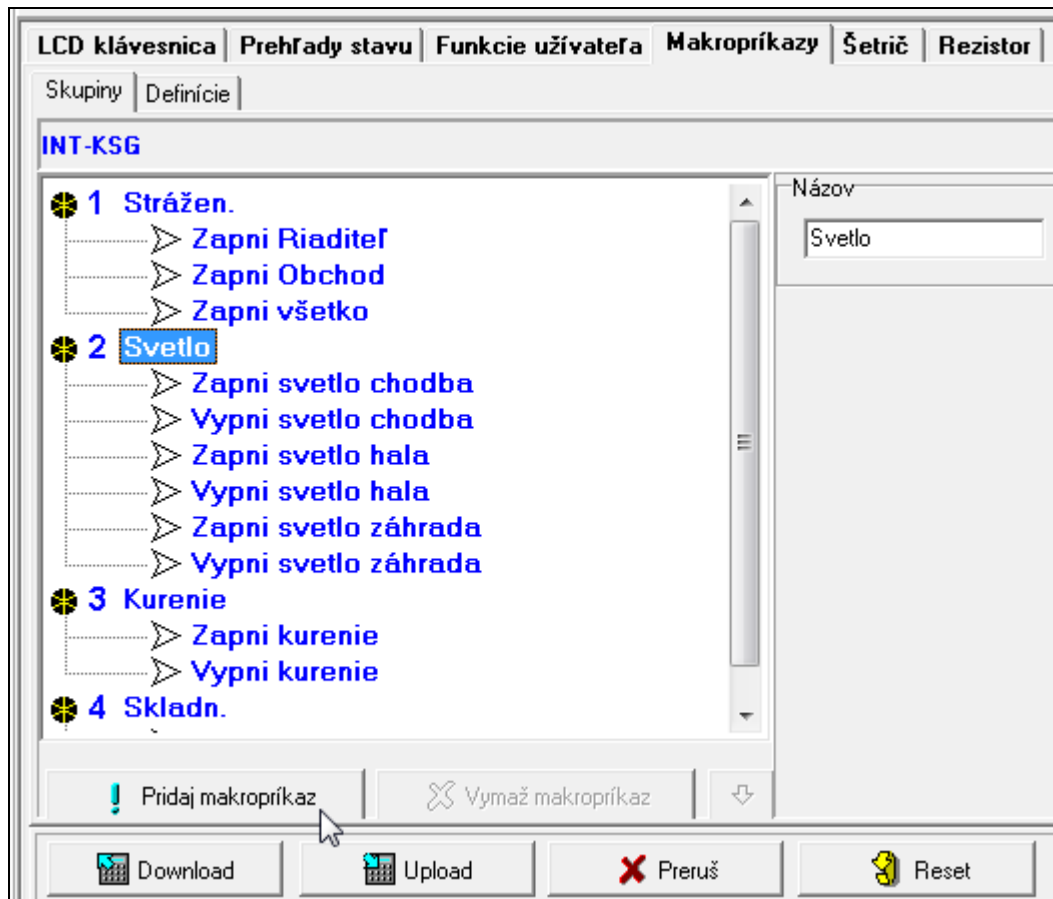 LCD klávesnica Prehľady stavu Funkcie užívateľa Makropríkazy Šetrič Rezistor
Skupiny Definície
INT-KSG
Názov
Svetlo
1 Strážen.
Zapni Riaditeľ
Zapni Obchod
Zapni všetko
2 Svetlo
Zapni svetlo chodba
Vypni svetlo chodba
Zapni svetlo hala
Vypni svetlo hala
Zapni svetlo záhrada
Vypni svetlo záhrada
3 Kurenie
Zapni kurenie
Vypni kurenie
4 Skladn.
Pridaj makropríkaz Vymaž makropríkaz
Download Upload Preruš Reset